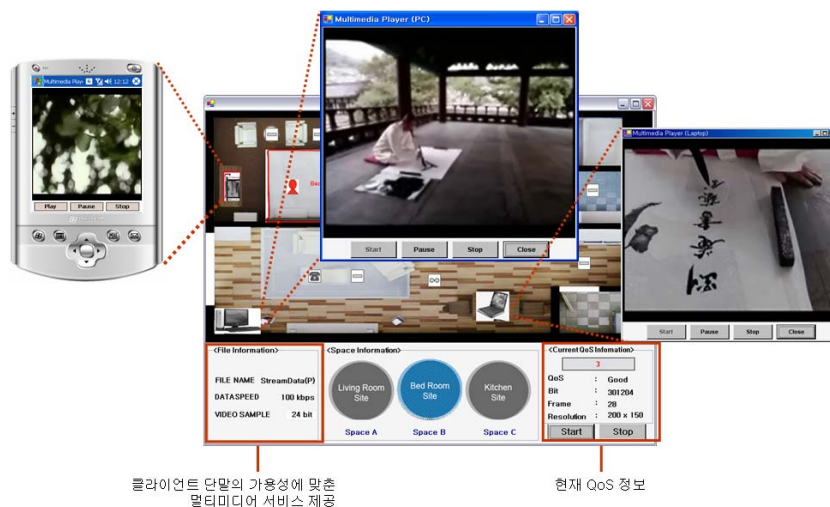 Multimedia Player (PC)
Multimedia Play
12:12
Play Pause Stop
Multimedia Player (Laptop)
Start Pause Stop Close
Start Pause Stop Close
<File Information>
FILE NAME StreamData(P)
DATASPEED 100 kbps
VIDEO SAMPLE 24 bit
<Space Information>
Living Room
Site
Bed Room
Site
Kitchen
Site
Space A Space B Space C
<Current QoS Infomation>
3
QoS : Good
Bit : 301204
Frame : 28
Resolution : 200 x 150
Start Stop
클라이언트 단말의 가용성에 맞춘
멀티미디어 서비스 제공
현재 QoS 정보